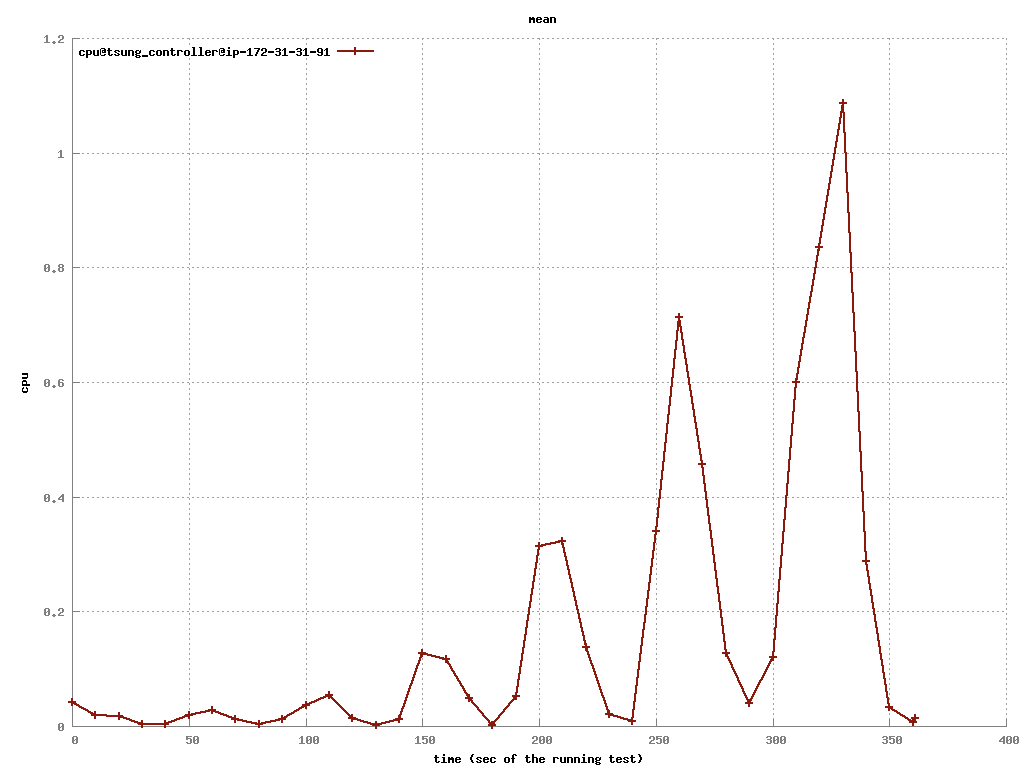 mean
cpu@tsung_controller@ip-172-31-31-91
1.2
1
0.8
0.6
0.4
0.2
0
cpu
0 50 100 150 200 250 300 350 400
time (sec of the running test)